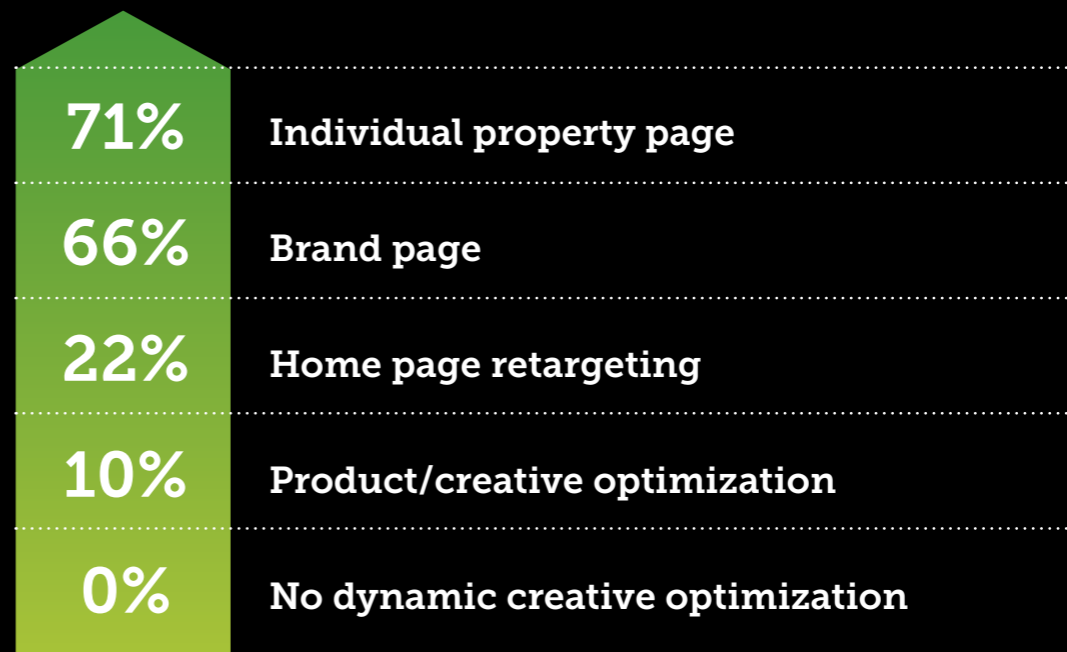 71% Individual property page
66% Brand page
22% Home page retargeting
10% Product/creative optimization
0% No dynamic creative optimization